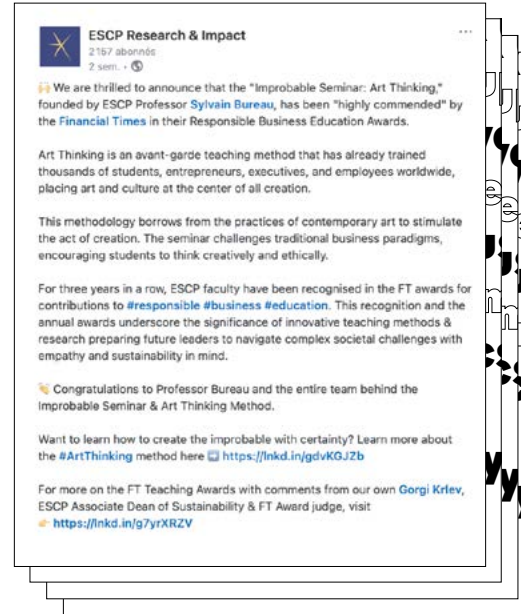 ESCP Research & Impact
2157 abonnés
2 sem. •
🙌 We are thrilled to announce that the "Improbable Seminar: Art Thinking,"
founded by ESCP Professor Sylvain Bureau, has been "highly commended" by
the Financial Times in their Responsible Business Education Awards.
Art Thinking is an avant-garde teaching method that has already trained
thousands of students, entrepreneurs, executives, and employees worldwide,
placing art and culture at the center of all creation.
This methodology borrows from the practices of contemporary art to stimulate
the act of creation. The seminar challenges traditional business paradigms,
encouraging students to think creatively and ethically.
For three years in a row, ESCP faculty have been recognised in the FT awards for
contributions to #responsible #business #education. This recognition and the
annual awards underscore the significance of innovative teaching methods &
research preparing future leaders to navigate complex societal challenges with
empathy and sustainability in mind.
👏 Congratulations to Professor Bureau and the entire team behind the
Improbable Seminar & Art Thinking Method.
Want to learn how to create the improbable with certainty? Learn more about
the #ArtThinking method here ➡️ https://lnkd.in/gdvKGJZb
For more on the FT Teaching Awards with comments from our own Gorgi Krlev,
ESCP Associate Dean of Sustainability & FT Award judge, visit
👉 https://lnkd.in/g7yrXRZV